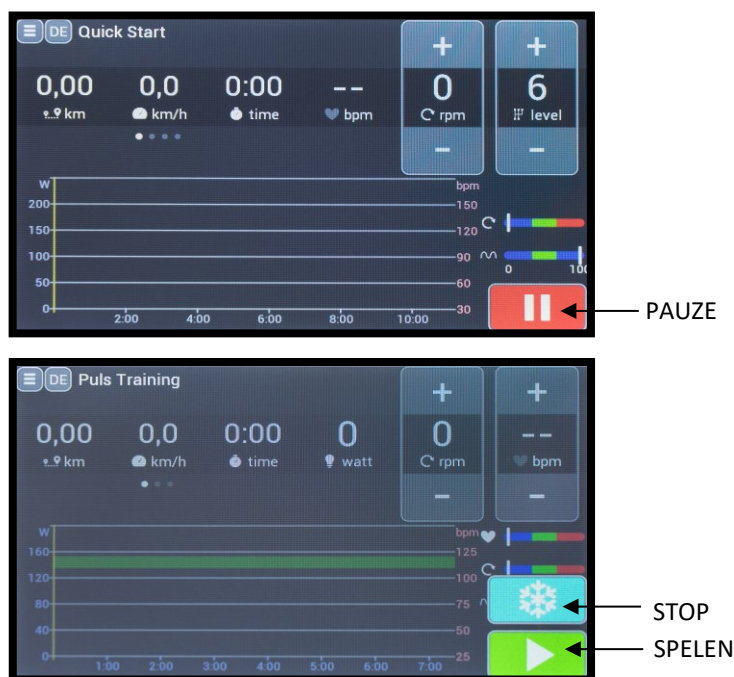 DE Quick Start
0,00 0,0 0:00 -- 0 6
km km/h time bpm rpm level
+ +
- -
W bpm
200 150
150 120
100 90
50 60
0 30
2:00 4:00 6:00 8:00 10:00
0 100
PAUZE
DE Puls Training
0,00 0,0 0:00 0 0 --
km km/h time watt rpm bpm
+ +
- -
W bpm
160 125
120 100
80 75
40 50
0 25
1:00 2:00 3:00 4:00 5:00 6:00 7:00
STOP
SPELEN